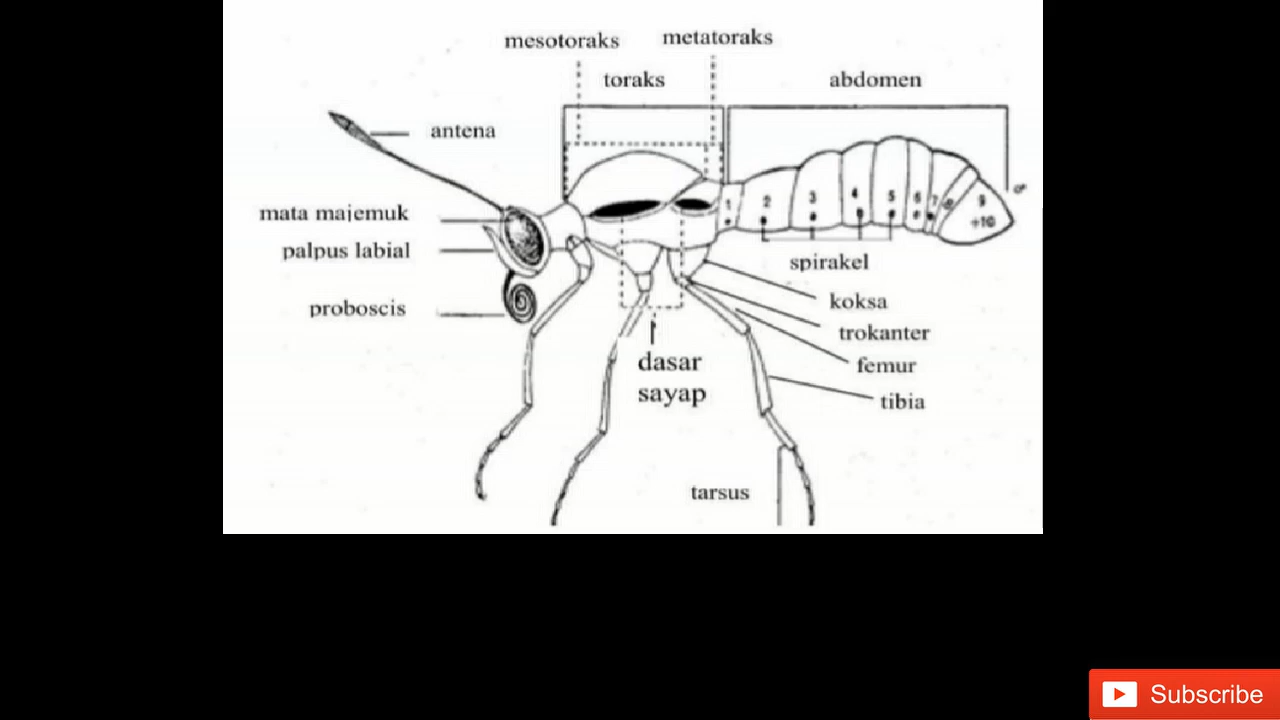 mesotoraks
metatoraks
toraks
abdomen
antena
mata majemuk
palpus labial
proboscis
1 2 3 4 5 6 7 8 9
+10
♂
spirakel
koksa
trokanter
femur
tibia
dasar
sayap
tarsus
Subscribe